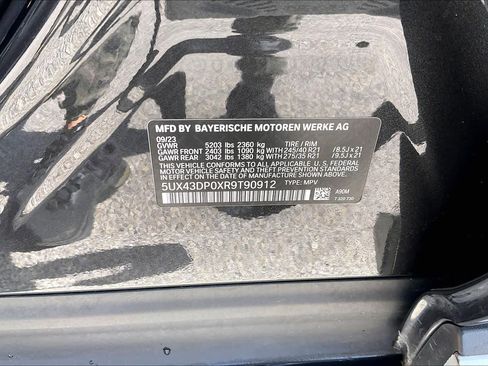 MFD BY BAYERISCHE MOTOREN WERKE AG
09/23
GVWR 5203 lbs 2360 kg TIRE / RIM
GAWR FRONT 2403 lbs 1090 kg WITH 245/40 R21 / 8.5J x 21
GAWR REAR 3042 lbs 1380 kg WITH 275/35 R21 / 9.5J x 21
THIS VEHICLE CONFORMS TO ALL APPLICABLE U.S. FEDERAL
MOTOR VEHICLE SAFETY, BUMPER, AND THEFT PREVENTION
STANDARDS IN EFFECT ON THE DATE OF MANUFACTURE
SHOWN ABOVE.
5UX43DP0XR9T90912 TYPE: MPV
A90M